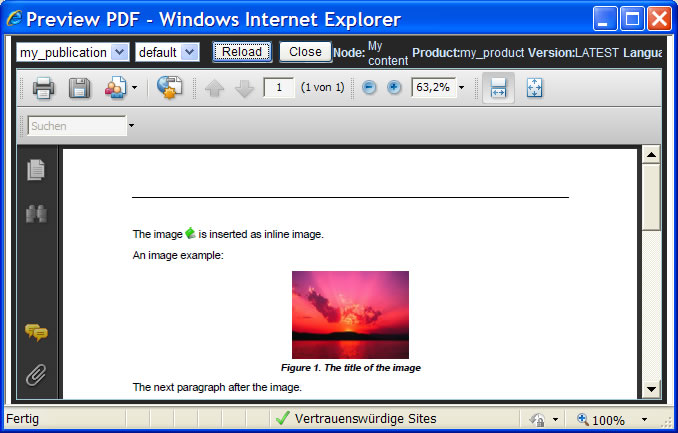 Preview PDF - Windows Internet Explorer
my_publication default Reload Close Node: My content Product:my_product Version:LATEST Langua
1 (1 von 1) 63,2%
Suchen
The image is inserted as inline image.
An image example:
Figure 1. The title of the image
The next paragraph after the image.
Fertig Vertrauenswürdige Sites 100%